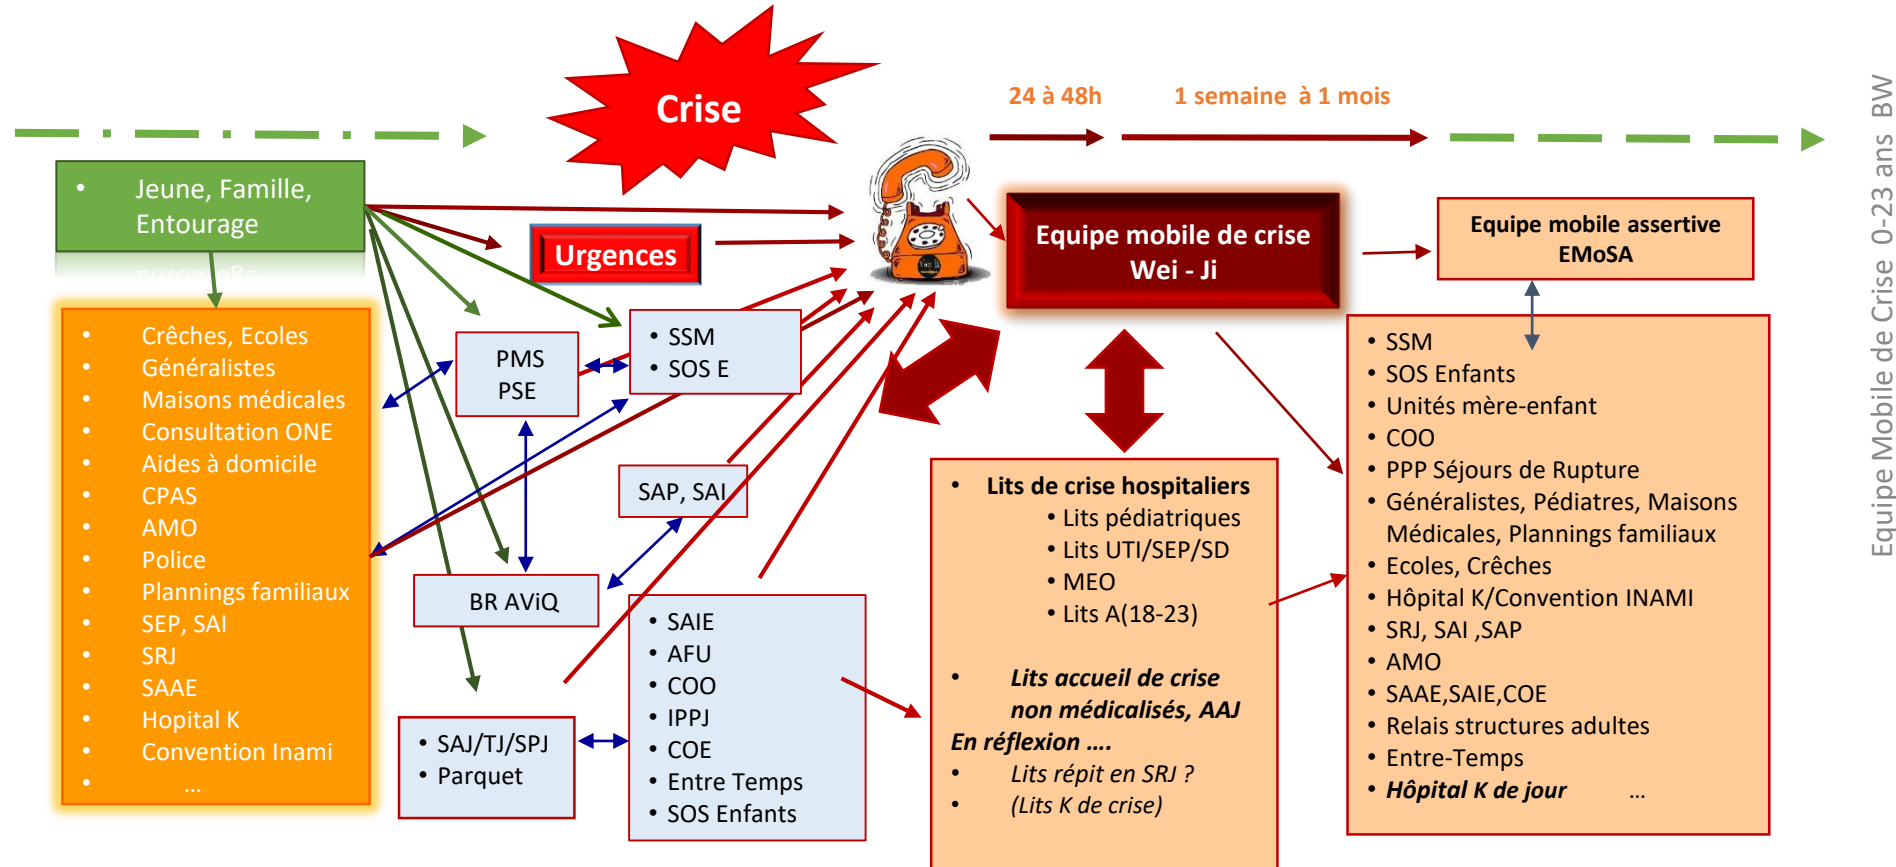 Crise
24 à 48h
1 semaine à 1 mois
Equipe Mobile de Crise 0-23 ans BW
• Jeune, Famille,
Entourage
Urgences
Equipe mobile de crise
Wei - Ji
Equipe mobile assertive
EMoSA
• Crêches, Ecoles
• Généralistes
• Maisons médicales
• Consultation ONE
• Aides à domicile
• CPAS
• AMO
• Police
• Plannings familiaux
• SEP, SAI
• SRJ
• SAAE
• Hopital K
• Convention Inami
• ...
PMS
PSE
• SSM
• SOS E
SAP, SAI
BR AViQ
• SAJ/TJ/SPJ
• Parquet
• SAIE
• AFU
• COO
• IPPJ
• COE
• Entre Temps
• SOS Enfants
• Lits de crise hospitaliers
• Lits pédiatriques
• Lits UTI/SEP/SD
• MEO
• Lits A(18-23)
• Lits accueil de crise
non médicalisés, AAJ
En réflexion ....
• Lits répit en SRJ ?
• (Lits K de crise)
• SSM
• SOS Enfants
• Unités mère-enfant
• COO
• PPP Séjours de Rupture
• Généralistes, Pédiatres, Maisons
Médicales, Plannings familiaux
• Ecoles, Crêches
• Hôpital K/Convention INAMI
• SRJ, SAI ,SAP
• AMO
• SAAE,SAIE,COE
• Relais structures adultes
• Entre-Temps
• Hôpital K de jour ...